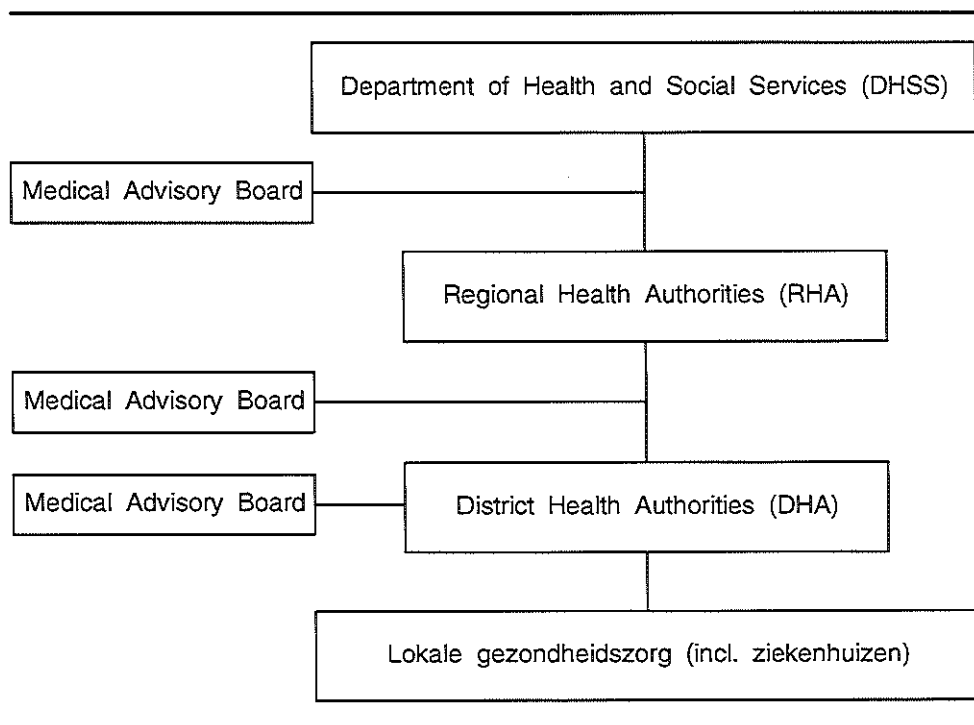 Department of Health and Social Services (DHSS)
Medical Advisory Board
Regional Health Authorities (RHA)
Medical Advisory Board
Medical Advisory Board
District Health Authorities (DHA)
Lokale gezondheidszorg (incl. ziekenhuizen)